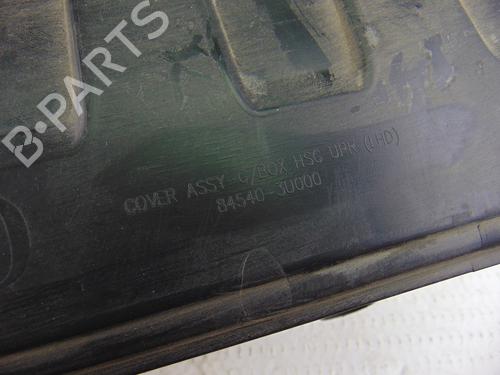 B-PARTS
COVER ASSY-G/BOX HSG UPR (LHD)
84540-3U000